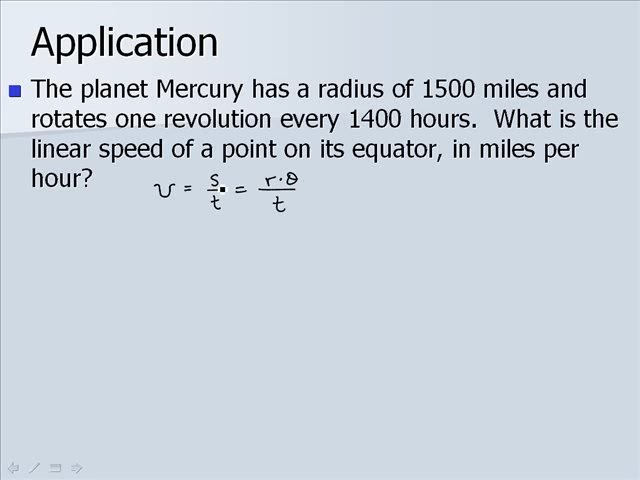 Application
The planet Mercury has a radius of 1500 miles and
rotates one revolution every 1400 hours. What is the
linear speed of a point on its equator, in miles per
hour?
v = s/t = r·θ/t